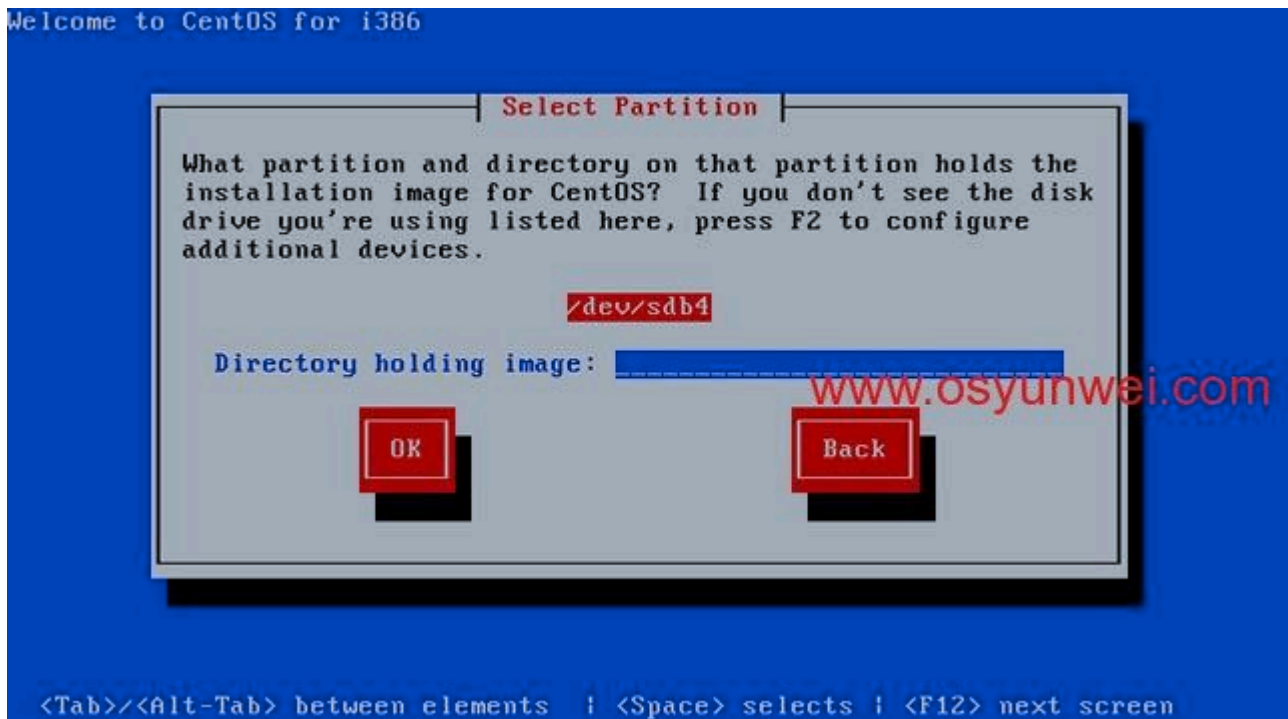 Welcome to CentOS for i386
Select Partition
What partition and directory on that partition holds the
installation image for CentOS?  If you don't see the disk
drive you're using listed here, press F2 to configure
additional devices.
/dev/sdb4
Directory holding image: ____________________________
www.osyunwei.com
OK Back
<Tab>/<Alt-Tab> between elements  | <Space> selects | <F12> next screen